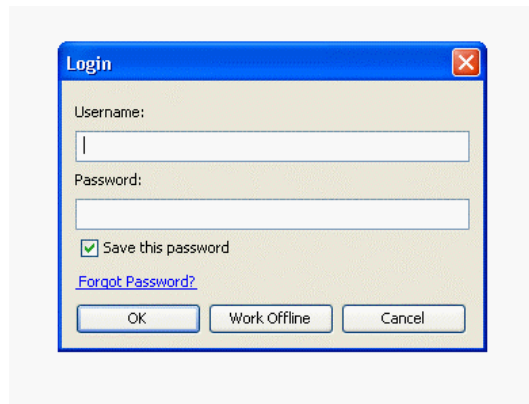 Login
Username:
Password:
Save this password
Forgot Password?
OK Work Offline Cancel